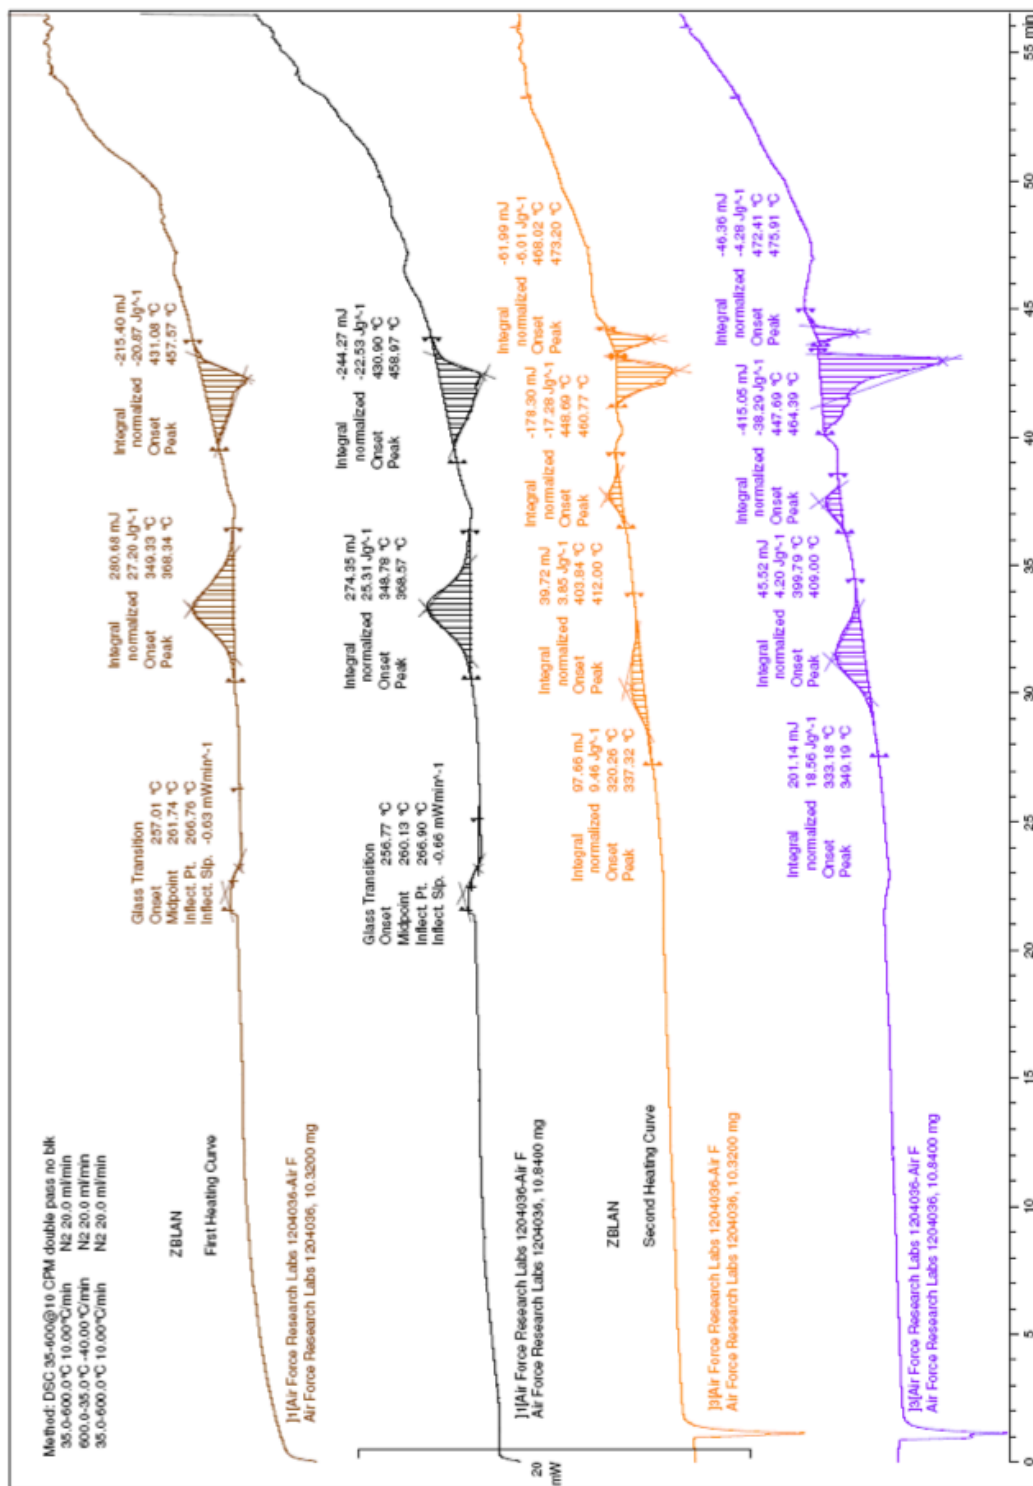 Method: DSC 35-600@10 CPM double pass no blk
35.0-600.0°C 10.00°C/min N2 20.0 ml/min
600.0-35.0°C -40.00°C/min N2 20.0 ml/min
35.0-600.0°C 10.00°C/min N2 20.0 ml/min
ZBLAN
First Heating Curve
]1[Air Force Research Labs 1204036-Air F
Air Force Research Labs 1204036, 10.3200 mg
Glass Transition
Onset 257.01 °C
Midpoint 261.74 °C
Inflect. Pt. 266.76 °C
Inflect. Slp. -0.63 mWmin^-1
Integral 280.68 mJ
normalized 27.20 Jg^-1
Onset 349.33 °C
Peak 368.34 °C
Integral -215.40 mJ
normalized -20.87 Jg^-1
Onset 431.08 °C
Peak 457.57 °C
]1[Air Force Research Labs 1204036-Air F
Air Force Research Labs 1204036, 10.8400 mg
Glass Transition
Onset 256.77 °C
Midpoint 260.13 °C
Inflect. Pt. 266.90 °C
Inflect. Slp. -0.66 mWmin^-1
Integral 274.35 mJ
normalized 25.31 Jg^-1
Onset 348.78 °C
Peak 368.57 °C
Integral -244.27 mJ
normalized -22.53 Jg^-1
Onset 430.90 °C
Peak 458.97 °C
20
mW
ZBLAN
Second Heating Curve
]3[Air Force Research Labs 1204036-Air F
Air Force Research Labs 1204036, 10.3200 mg
Integral 97.66 mJ
normalized 9.46 Jg^-1
Onset 320.26 °C
Peak 337.32 °C
Integral 39.72 mJ
normalized 3.85 Jg^-1
Onset 403.84 °C
Peak 412.00 °C
Integral -178.30 mJ
normalized -17.28 Jg^-1
Onset 448.69 °C
Peak 460.77 °C
Integral -61.99 mJ
normalized -6.01 Jg^-1
Onset 468.02 °C
Peak 473.20 °C
]3[Air Force Research Labs 1204036-Air F
Air Force Research Labs 1204036, 10.8400 mg
Integral 201.14 mJ
normalized 18.56 Jg^-1
Onset 333.18 °C
Peak 349.19 °C
Integral 45.52 mJ
normalized 4.20 Jg^-1
Onset 399.79 °C
Peak 409.00 °C
Integral -415.05 mJ
normalized -38.29 Jg^-1
Onset 447.69 °C
Peak 464.39 °C
Integral -46.36 mJ
normalized -4.28 Jg^-1
Onset 472.41 °C
Peak 475.91 °C
0 5 10 15 20 25 30 35 40 45 50 55 min